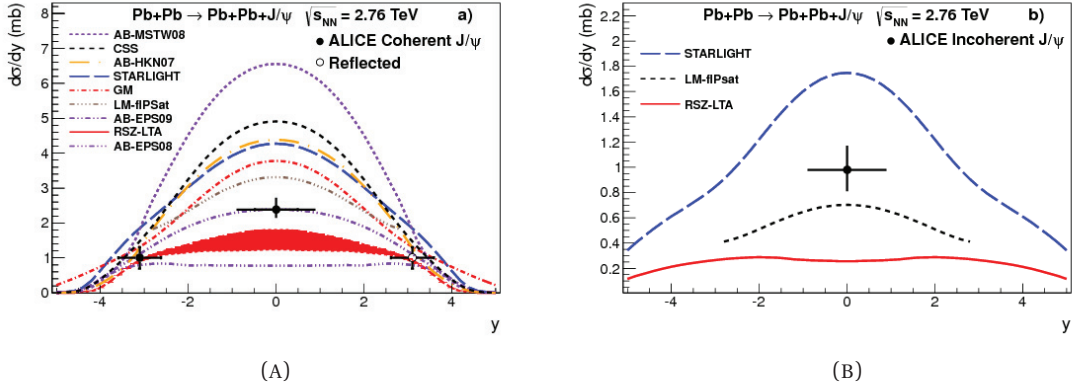 Pb+Pb → Pb+Pb+J/ψ √sNN = 2.76 TeV a)
AB-MSTW08
CSS
AB-HKN07
STARLIGHT
GM
LM-fIPSat
AB-EPS09
RSZ-LTA
AB-EPS08
ALICE Coherent J/ψ
Reflected
dσ/dy (mb)
8
7
6
5
4
3
2
1
0
-4 -2 0 2 4
y
(A)
Pb+Pb → Pb+Pb+J/ψ √sNN = 2.76 TeV b)
ALICE Incoherent J/ψ
STARLIGHT
LM-fIPsat
RSZ-LTA
dσ/dy (mb)
2.2
2
1.8
1.6
1.4
1.2
1
0.8
0.6
0.4
0.2
-4 -2 0 2 4
y
(B)